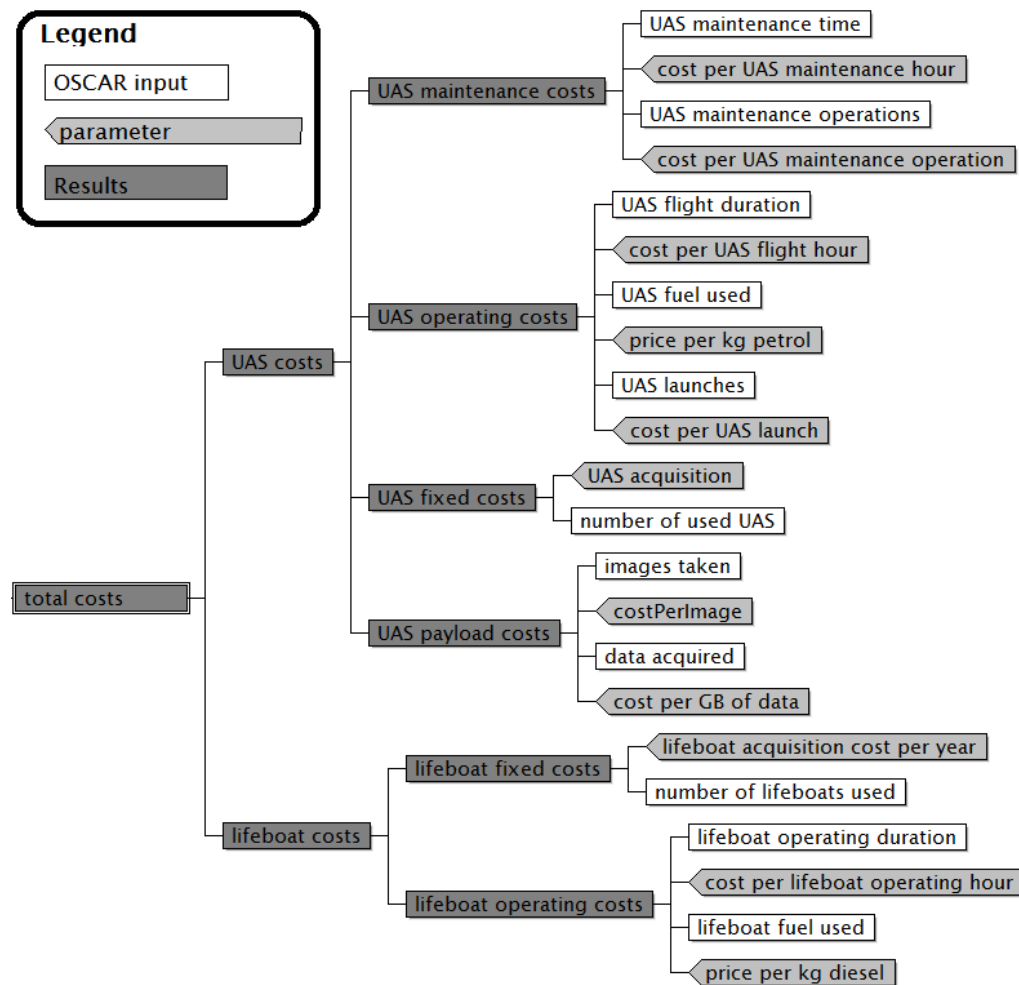 Legend
OSCAR input
parameter
Results
total costs
UAS costs
UAS maintenance costs
UAS maintenance time
cost per UAS maintenance hour
UAS maintenance operations
cost per UAS maintenance operation
UAS operating costs
UAS flight duration
cost per UAS flight hour
UAS fuel used
price per kg petrol
UAS launches
cost per UAS launch
UAS fixed costs
UAS acquisition
number of used UAS
UAS payload costs
images taken
costPerImage
data acquired
cost per GB of data
lifeboat costs
lifeboat fixed costs
lifeboat acquisition cost per year
number of lifeboats used
lifeboat operating costs
lifeboat operating duration
cost per lifeboat operating hour
lifeboat fuel used
price per kg diesel